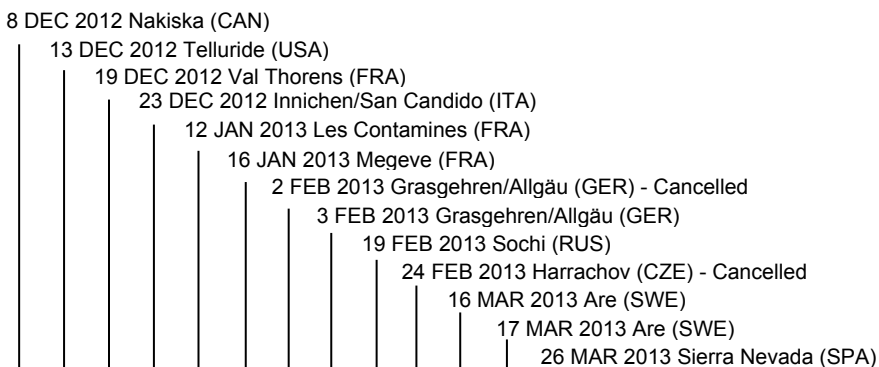 8 DEC 2012 Nakiska (CAN)
13 DEC 2012 Telluride (USA)
19 DEC 2012 Val Thorens (FRA)
23 DEC 2012 Innichen/San Candido (ITA)
12 JAN 2013 Les Contamines (FRA)
16 JAN 2013 Megeve (FRA)
2 FEB 2013 Grasgehren/Allgäu (GER) - Cancelled
3 FEB 2013 Grasgehren/Allgäu (GER)
19 FEB 2013 Sochi (RUS)
24 FEB 2013 Harrachov (CZE) - Cancelled
16 MAR 2013 Are (SWE)
17 MAR 2013 Are (SWE)
26 MAR 2013 Sierra Nevada (SPA)